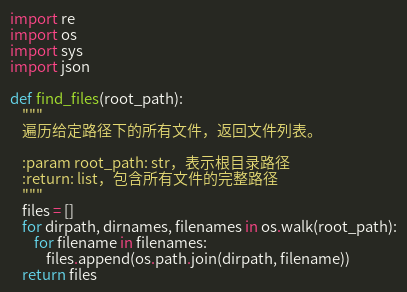 import re
import os
import sys
import json

def find_files(root_path):
    """
    遍历给定路径下的所有文件，返回文件列表。

    :param root_path: str，表示根目录路径
    :return: list，包含所有文件的完整路径
    """
    files = []
    for dirpath, dirnames, filenames in os.walk(root_path):
        for filename in filenames:
            files.append(os.path.join(dirpath, filename))
    return files